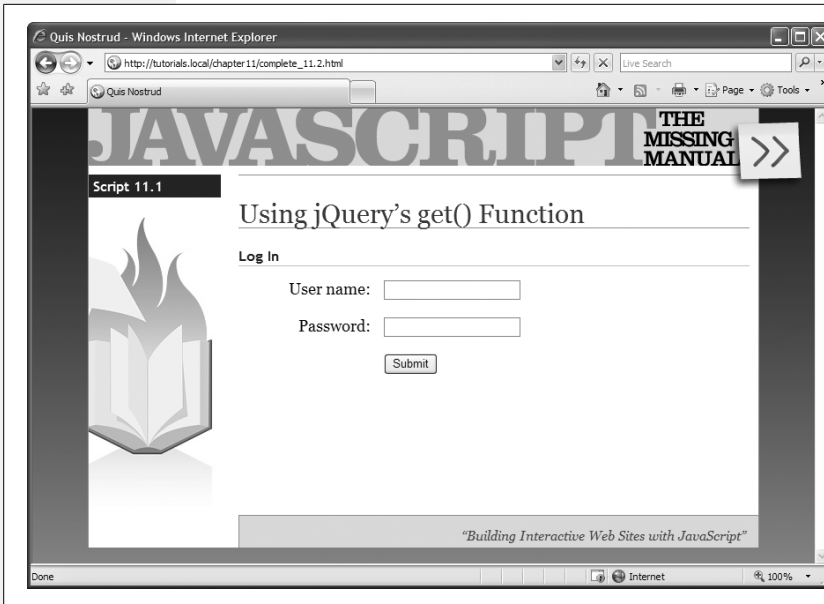 Quis Nostrud - Windows Internet Explorer
http://tutorials.local/chapter11/complete_11.2.html
Live Search
Quis Nostrud
Page
Tools
JAVASCRIPT
THE
MISSING
MANUAL
Script 11.1
Using jQuery’s get() Function
Log In
User name:
Password:
Submit
“Building Interactive Web Sites with JavaScript”
Done
Internet
100%